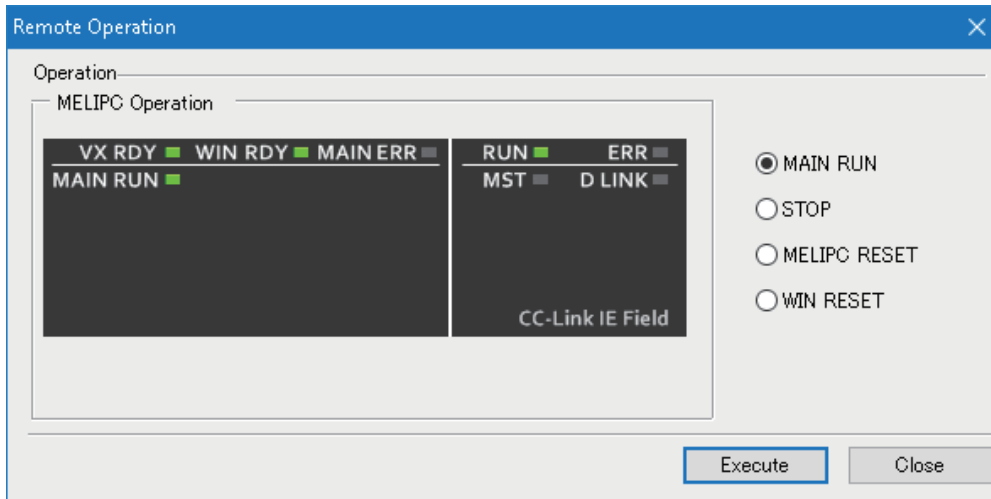 Remote Operation
Operation
MELIPC Operation
VX RDY WIN RDY MAIN ERR
MAIN RUN
RUN ERR
MST D LINK
CC-Link IE Field
MAIN RUN
STOP
MELIPC RESET
WIN RESET
Execute Close